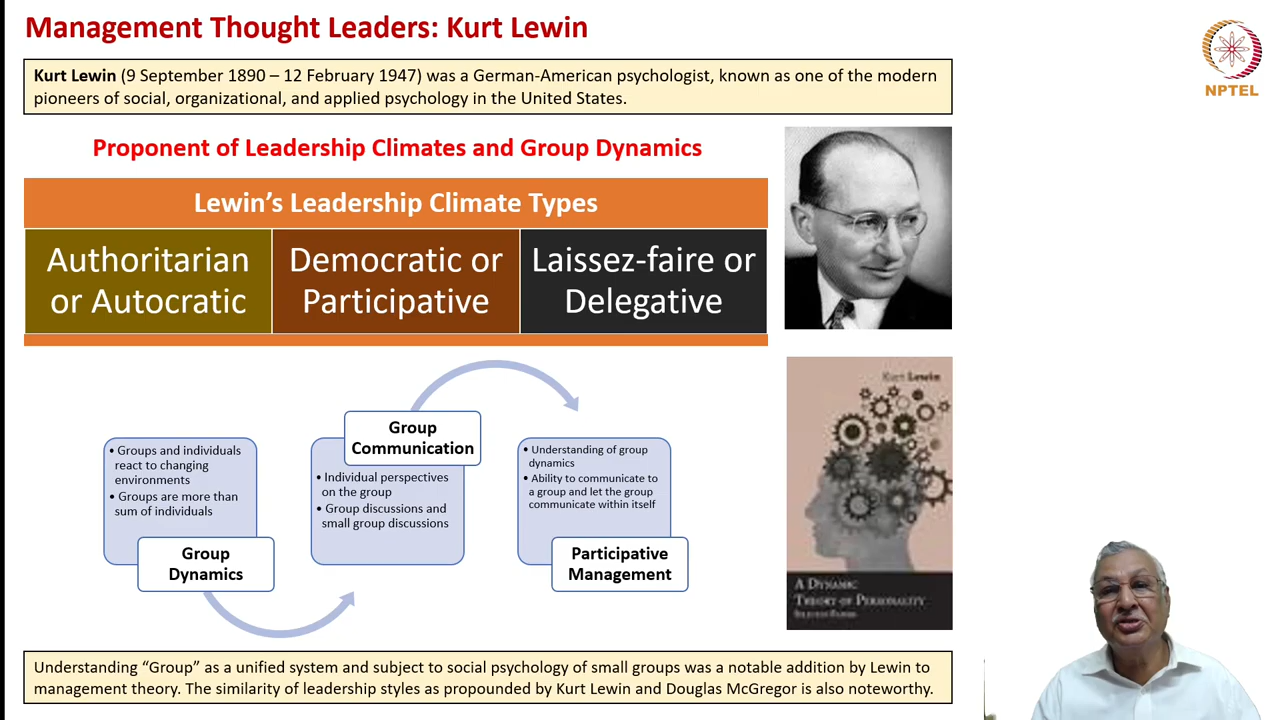 Management Thought Leaders: Kurt Lewin
NPTEL
Kurt Lewin (9 September 1890 – 12 February 1947) was a German-American psychologist, known as one of the modern
pioneers of social, organizational, and applied psychology in the United States.
Proponent of Leadership Climates and Group Dynamics
Lewin’s Leadership Climate Types
Authoritarian
or Autocratic
Democratic or
Participative
Laissez-faire or
Delegative
• Groups and individuals
react to changing
environments
• Groups are more than
sum of individuals
Group
Dynamics
Group
Communication
• Individual perspectives
on the group
• Group discussions and
small group discussions
• Understanding of group
dynamics
• Ability to communicate to
a group and let the group
communicate within itself
Participative
Management
Kurt Lewin
A Dynamic
Theory of Personality
Understanding “Group” as a unified system and subject to social psychology of small groups was a notable addition by Lewin to
management theory. The similarity of leadership styles as propounded by Kurt Lewin and Douglas McGregor is also noteworthy.